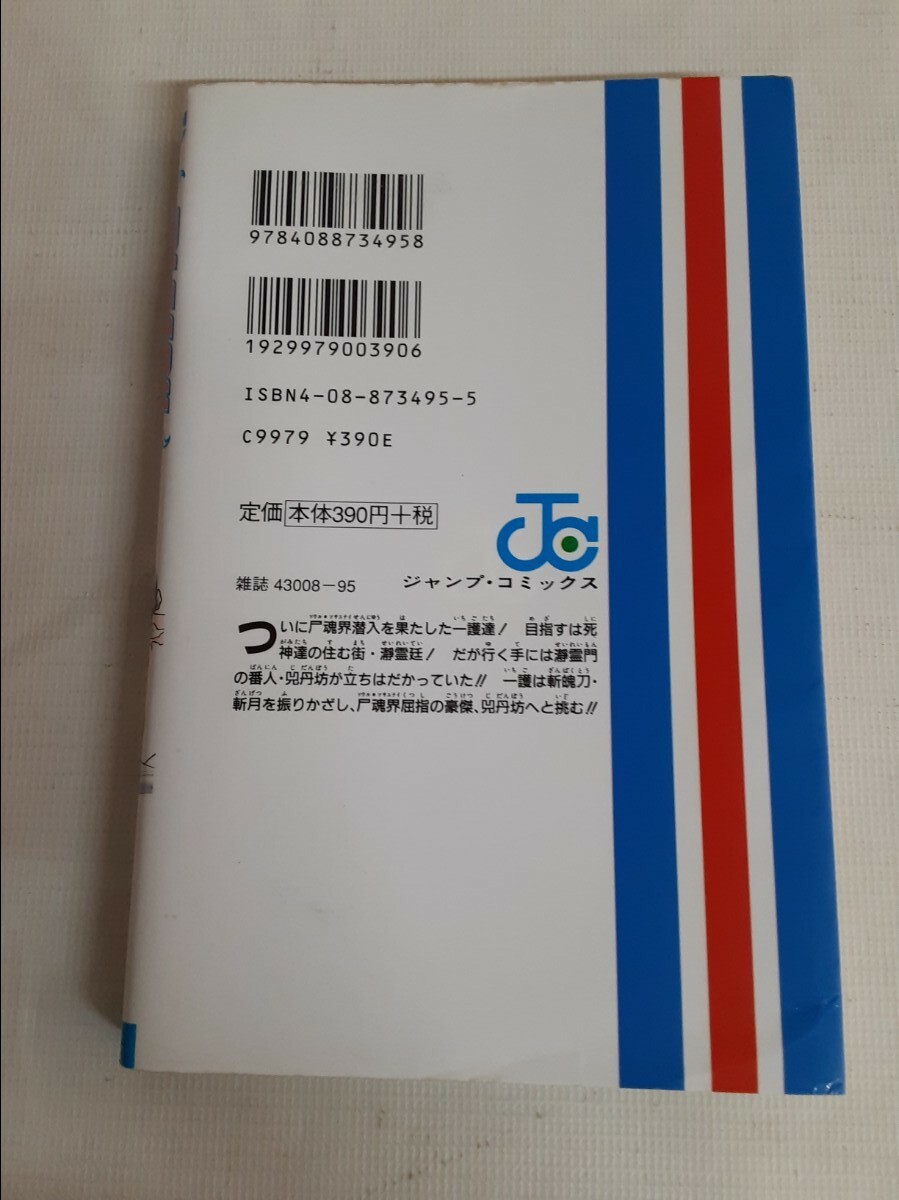 9784088734958
1929979003906
ISBN4-08-873495-5
C9979 ¥390E
定価 本体390円+税
JC
雑誌 43008-95
ジャンプ・コミックス
ついに尸魂界潜入を果たした一護達! 目指すは死
神達の住む街・瀞霊廷! だが行く手には瀞霊門
の番人・兕丹坊が立ちはだかっていた!! 一護は斬魄刀・
斬月を振りかざし、尸魂界屈指の豪傑、兕丹坊へと挑む!!